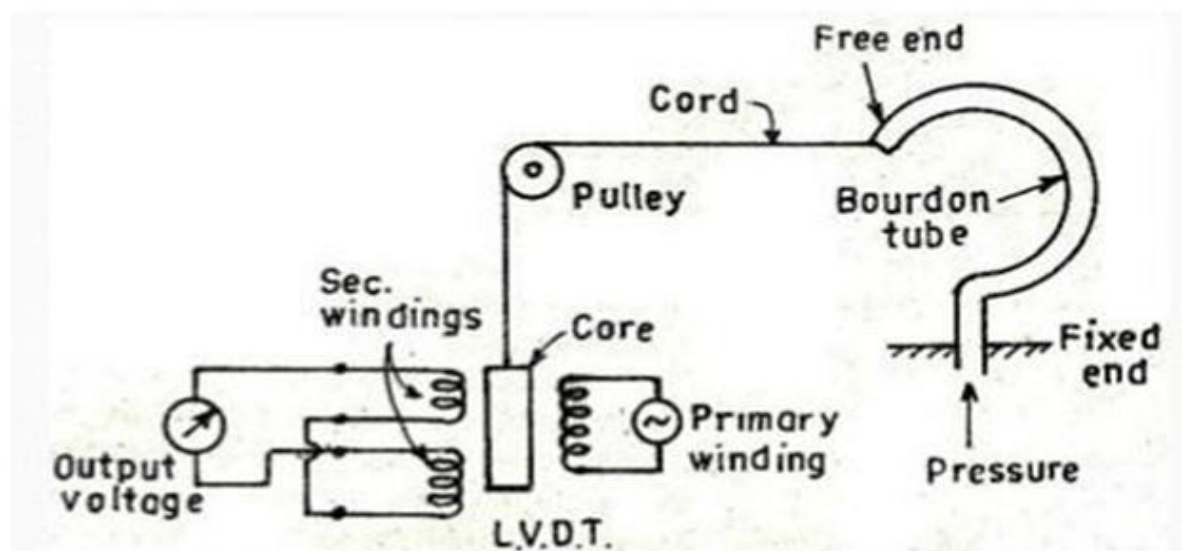 Free end
Cord
Pulley
Bourdon
tube
Sec.
windings
Core
Fixed
end
Primary
winding
Output
voltage
Pressure
L.V.D.T.